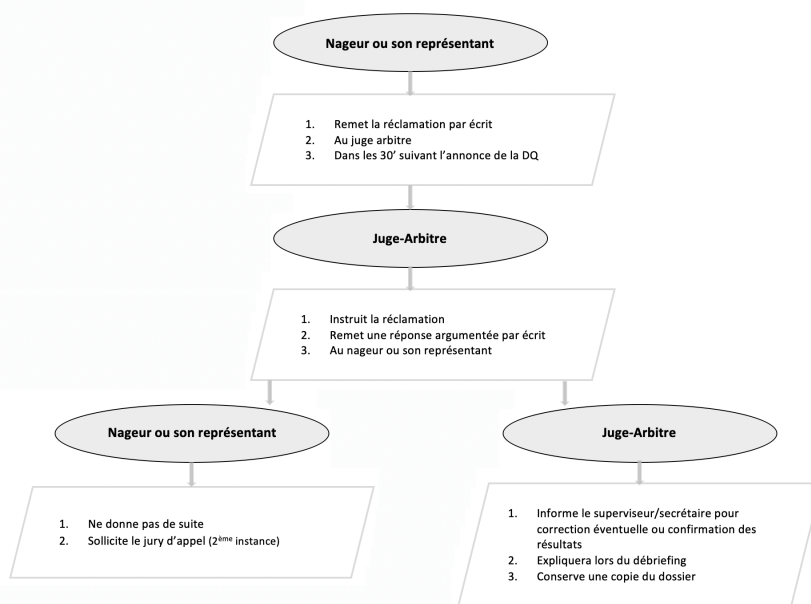 Nageur ou son représentant
1. Remet la réclamation par écrit
2. Au juge arbitre
3. Dans les 30’ suivant l’annonce de la DQ
Juge-Arbitre
1. Instruit la réclamation
2. Remet une réponse argumentée par écrit
3. Au nageur ou son représentant
Nageur ou son représentant
1. Ne donne pas de suite
2. Sollicite le jury d’appel (2ème instance)
Juge-Arbitre
1. Informe le superviseur/secrétaire pour
correction éventuelle ou confirmation des
résultats
2. Expliquera lors du débriefing
3. Conserve une copie du dossier